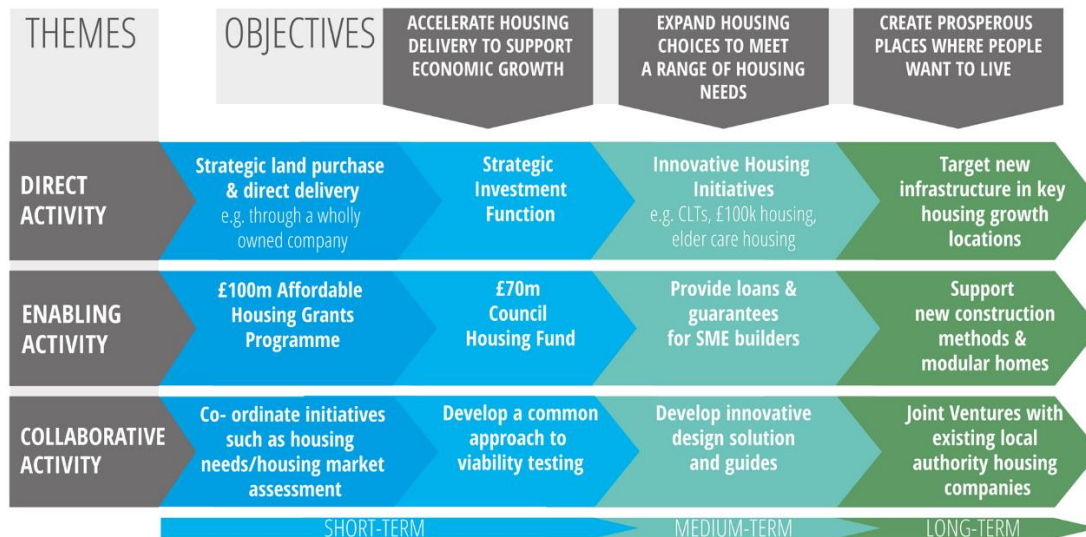 THEMES
OBJECTIVES
ACCELERATE HOUSING
DELIVERY TO SUPPORT
ECONOMIC GROWTH
EXPAND HOUSING
CHOICES TO MEET
A RANGE OF HOUSING
NEEDS
CREATE PROSPEROUS
PLACES WHERE PEOPLE
WANT TO LIVE
DIRECT
ACTIVITY
Strategic land purchase
& direct delivery
e.g. through a wholly
owned company
Strategic
Investment
Function
Innovative Housing
Initiatives
e.g. CLTs, £100k housing,
elder care housing
Target new
infrastructure in key
housing growth
locations
ENABLING
ACTIVITY
£100m Affordable
Housing Grants
Programme
£70m
Council
Housing Fund
Provide loans &
guarantees
for SME builders
Support
new construction
methods &
modular homes
COLLABORATIVE
ACTIVITY
Co- ordinate initiatives
such as housing
needs/housing market
assessment
Develop a common
approach to
viability testing
Develop innovative
design solution
and guides
Joint Ventures with
existing local
authority housing
companies
SHORT-TERM
MEDIUM-TERM
LONG-TERM